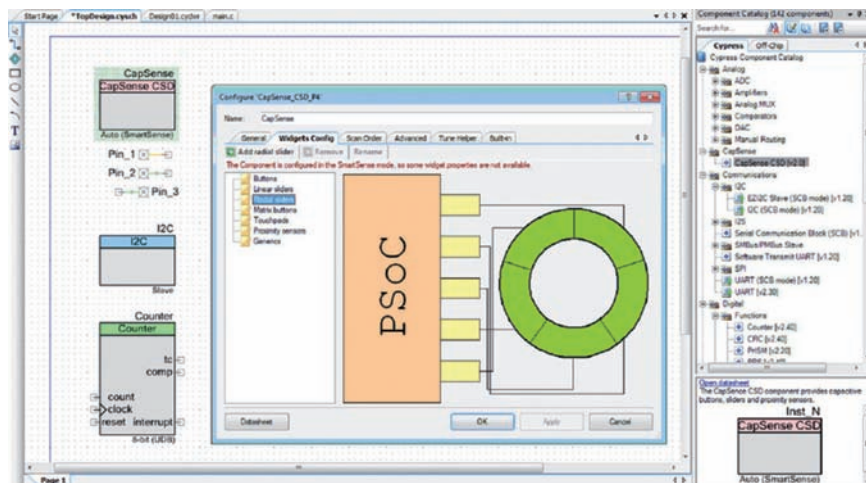 Start Page
*TopDesign.cysch
Design01.cydwr
main.c
CapSense
CapSense CSD
Auto (SmartSense)
Pin_1
Pin_2
Pin_3
I2C
I2C
Slave
Counter
Counter
tc
comp
count
clock
reset interrupt
8-bit (UDB)
Page 1
Configure 'CapSense_CSD_P4'
Name: CapSense
General Widgets Config Scan Order Advanced Tune Helper Built-in
Add radial slider Remove Rename
The Component is configured in the SmartSense mode, so some widget properties are not available.
Buttons
Linear sliders
Radial sliders
Matrix buttons
Touchpads
Proximity sensors
Generics
PSoC
Datasheet OK Apply Cancel
Component Catalog (142 components)
Search for...
Cypress Off-Chip
Cypress Component Catalog
Analog
ADC
Amplifiers
Analog MUX
Comparators
DAC
Manual Routing
CapSense
CapSense CSD [v2.0]
Communications
I2C
EZI2C Slave (SCB mode) [v1.20]
I2C (SCB mode) [v1.20]
I2S
Serial Communication Block (SCB) [v1.
SMBus/PMBus Slave
Software Transmit UART [v1.20]
SPI
UART (SCB mode) [v1.20]
UART [v2.30]
Digital
Functions
Counter [v2.40]
CRC [v2.40]
PrISM [v2.20]
Open datasheet
The CapSense CSD component provides capacitive
buttons, sliders and proximity sensors.
Inst_N
CapSense CSD
Auto (SmartSense)